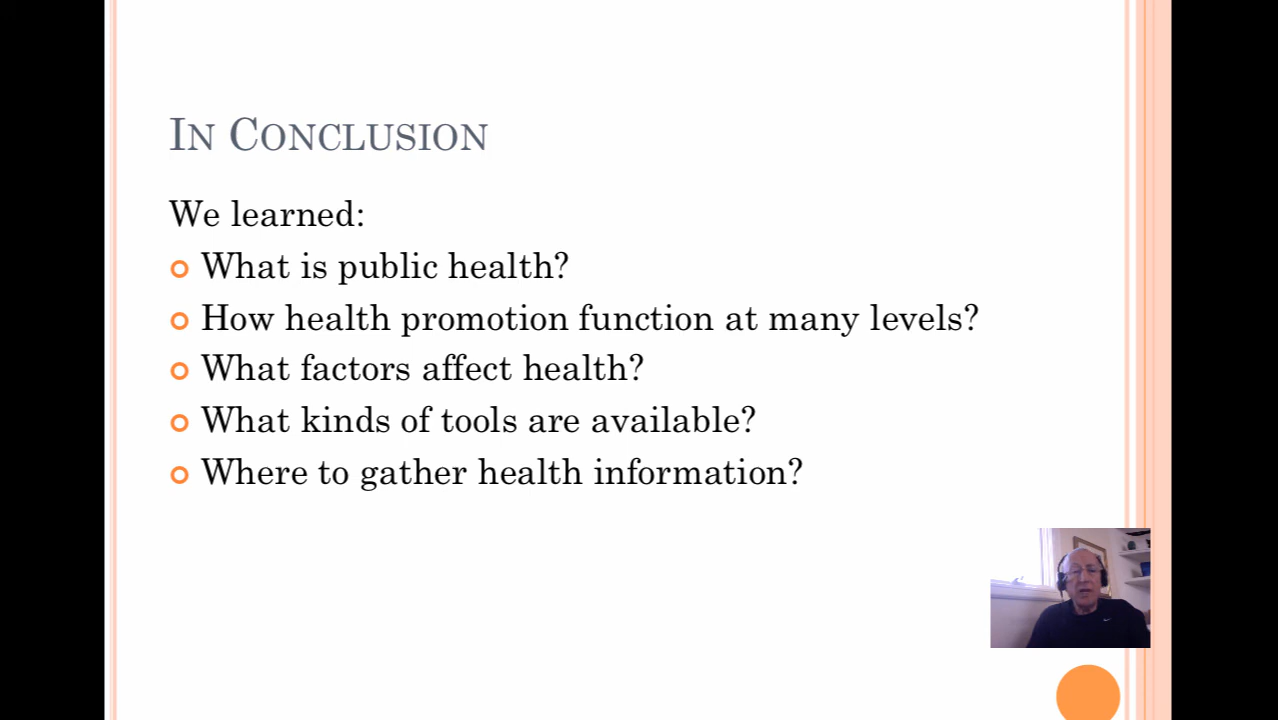 In Conclusion
We learned:
What is public health?
How health promotion function at many levels?
What factors affect health?
What kinds of tools are available?
Where to gather health information?